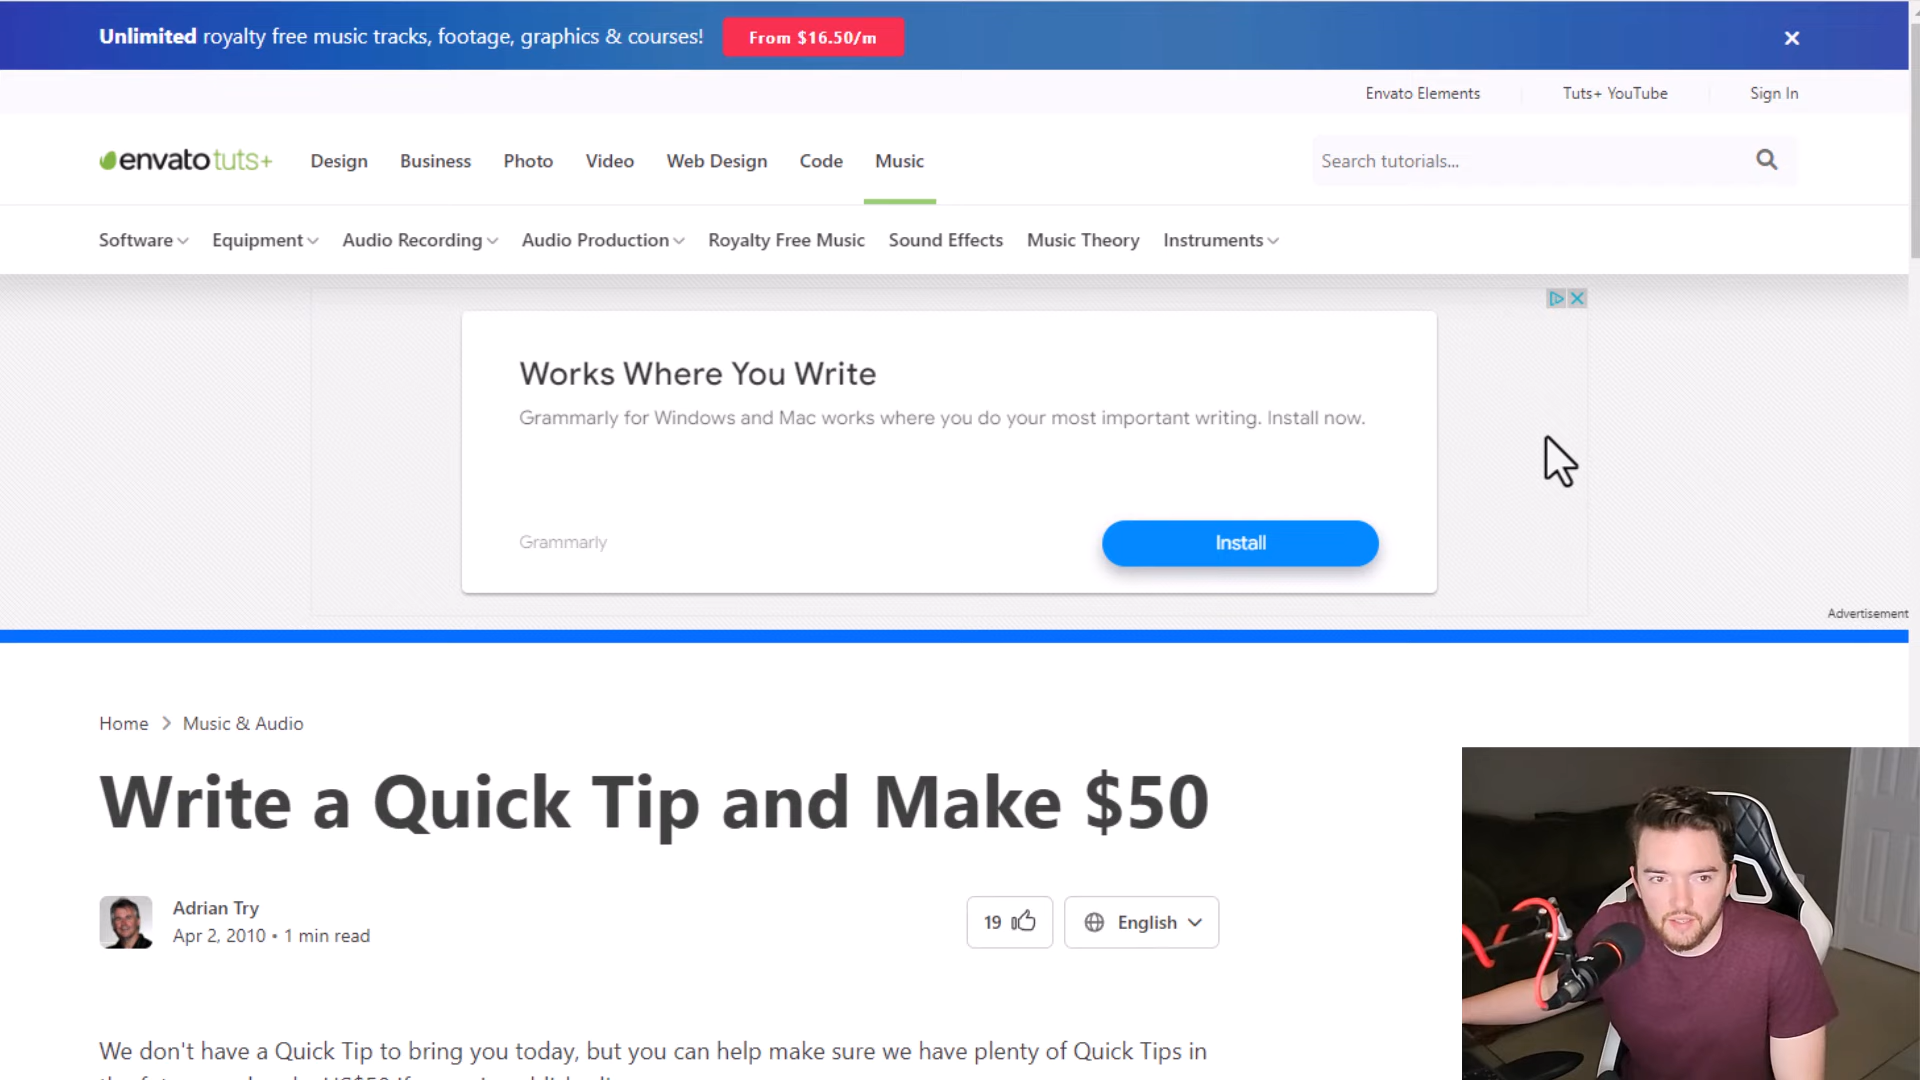 Unlimited royalty free music tracks, footage, graphics & courses! From $16.50/m
Envato Elements Tuts+ YouTube Sign In
envato tuts+ Design Business Photo Video Web Design Code Music Search tutorials...
Software Equipment Audio Recording Audio Production Royalty Free Music Sound Effects Music Theory Instruments
Works Where You Write
Grammarly for Windows and Mac works where you do your most important writing. Install now.
Grammarly Install
Advertisement
Home Music & Audio
Write a Quick Tip and Make $50
Adrian Try
Apr 2, 2010 • 1 min read
19 English
We don't have a Quick Tip to bring you today, but you can help make sure we have plenty of Quick Tips in